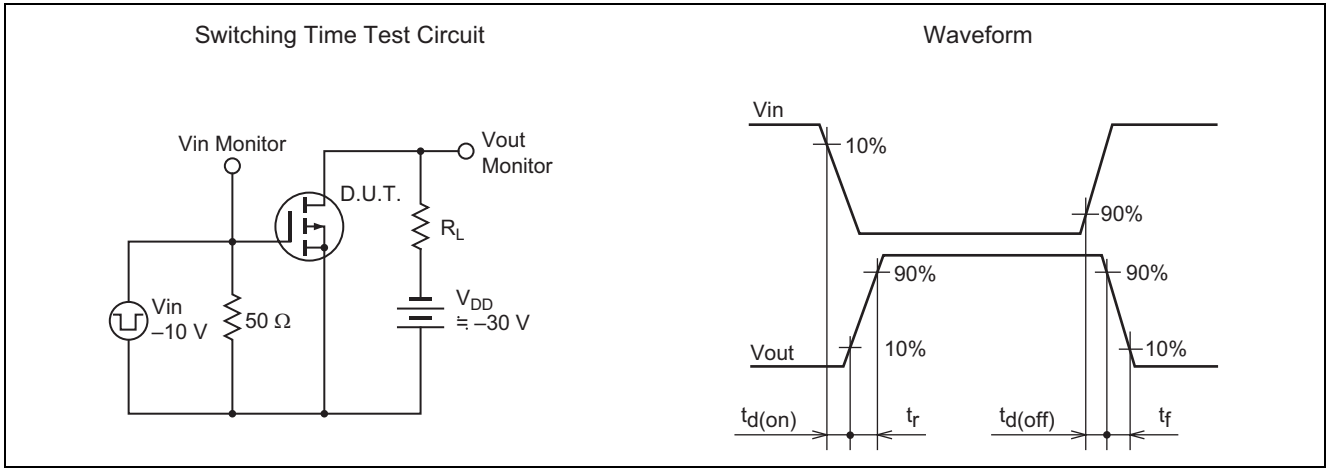 Switching Time Test Circuit
Vin Monitor
Vout
Monitor
D.U.T.
RL
Vin
–10 V
50 Ω
VDD
≒ –30 V
Waveform
Vin
10%
90%
90%
90%
Vout
10%
10%
td(on)
tr
td(off)
tf